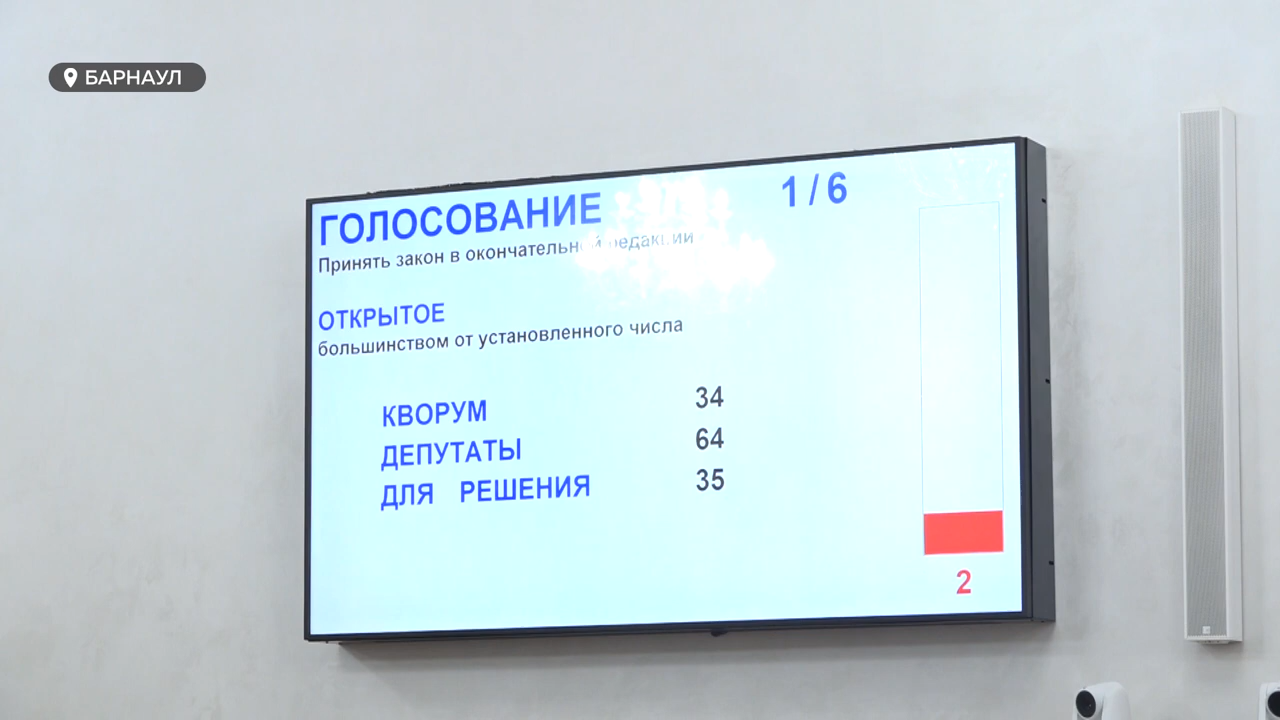 БАРНАУЛ
ГОЛОСОВАНИЕ 1 / 6
Принять закон в окончательной редакции
ОТКРЫТОЕ
большинством от установленного числа
КВОРУМ 34
ДЕПУТАТЫ 64
ДЛЯ РЕШЕНИЯ 35
2